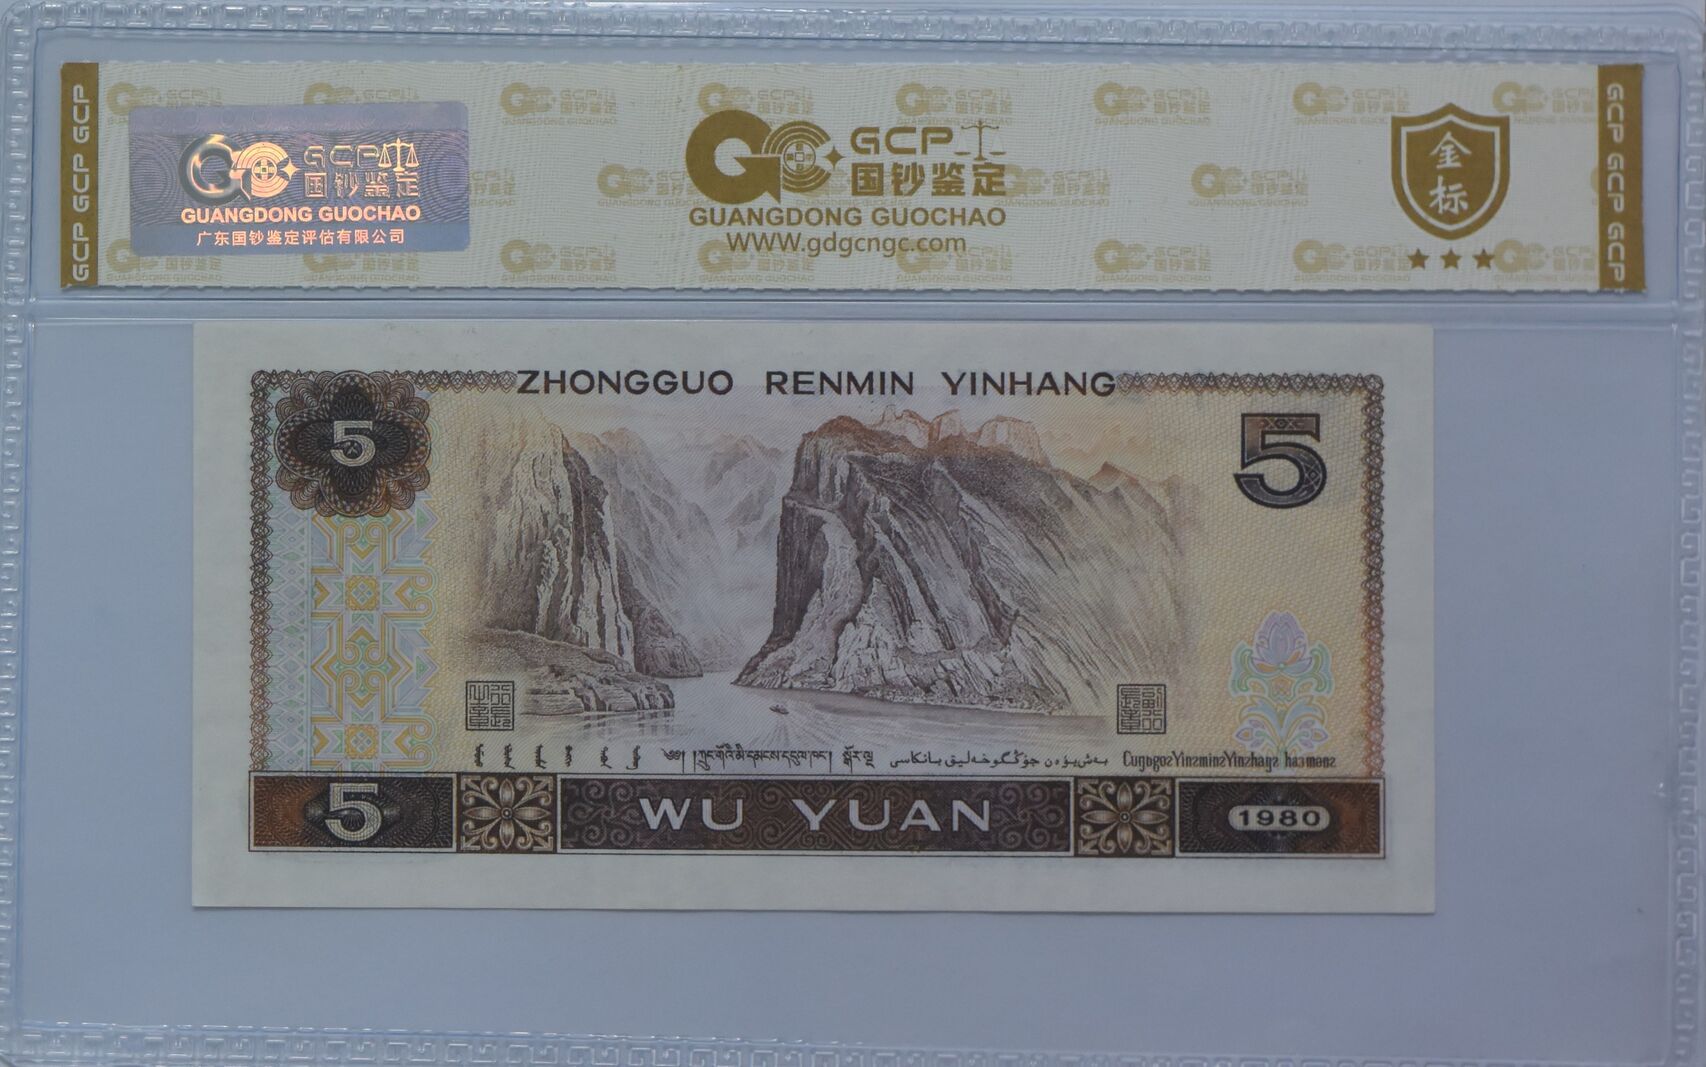 GCP GCP GCP
GCP
国钞鉴定
GUANGDONG GUOCHAO
广东国钞鉴定评估有限公司
GCP
国钞鉴定
GUANGDONG GUOCHAO
WWW.gdgcngc.com
金
标
GCP GCP GCP
ZHONGGUO RENMIN YINHANG
5
5
5
WU YUAN
1980